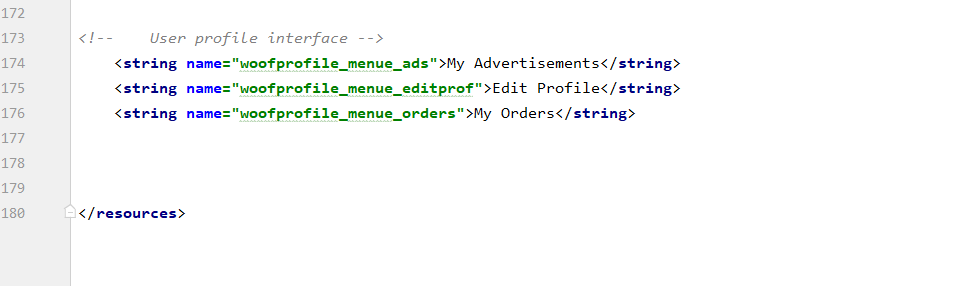 172
173 <!--    User profile interface -->
174     <string name="woofprofile_menue_ads">My Advertisements</string>
175     <string name="woofprofile_menue_editprof">Edit Profile</string>
176     <string name="woofprofile_menue_orders">My Orders</string>
177
178
179
180 </resources>